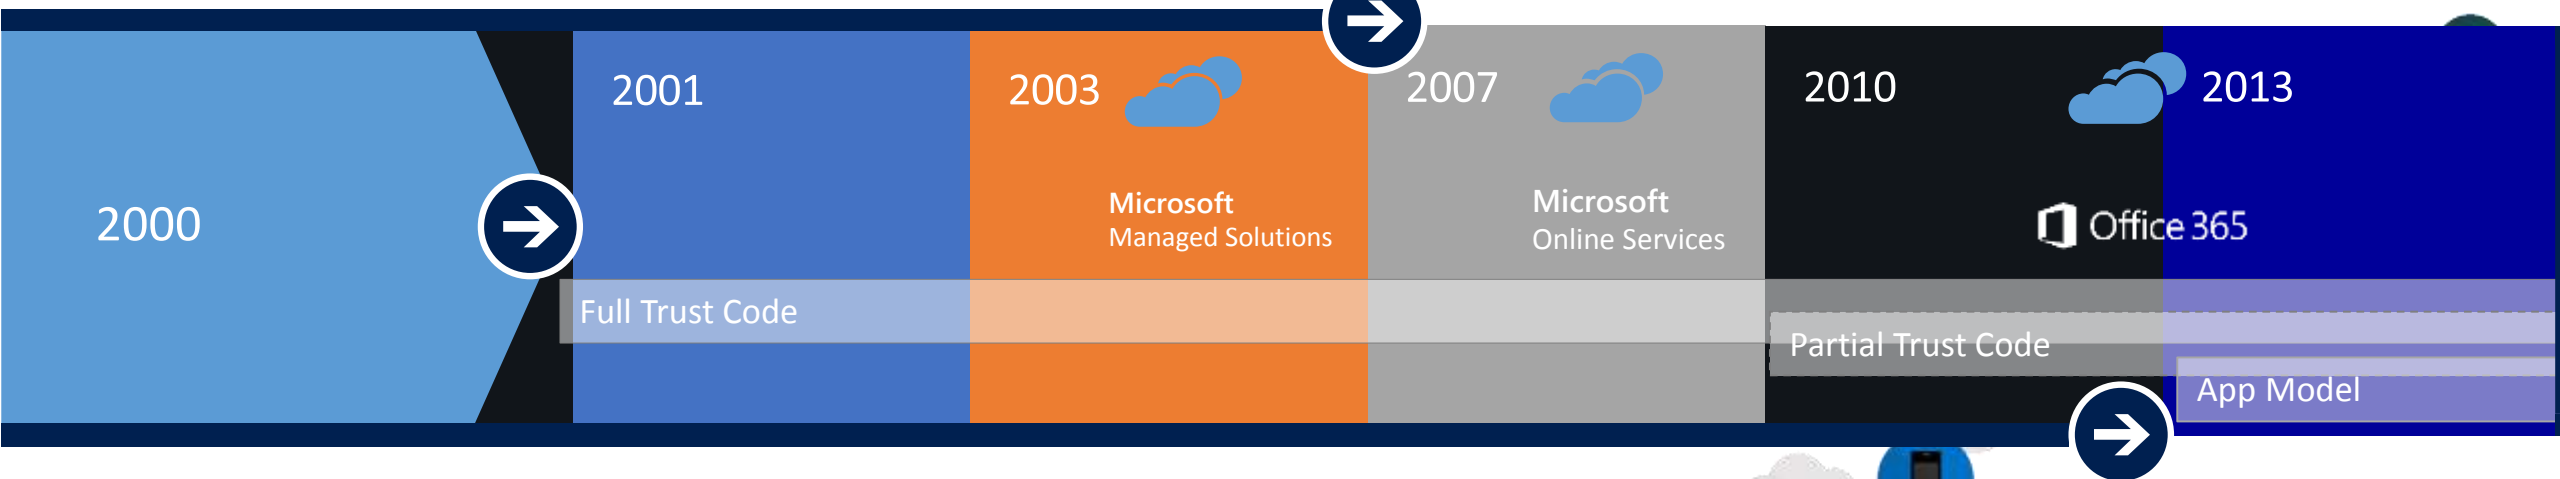 2000
2001
2003
Microsoft
Managed Solutions
2007
Microsoft
Online Services
2010
2013
Office 365
Full Trust Code
Partial Trust Code
App Model